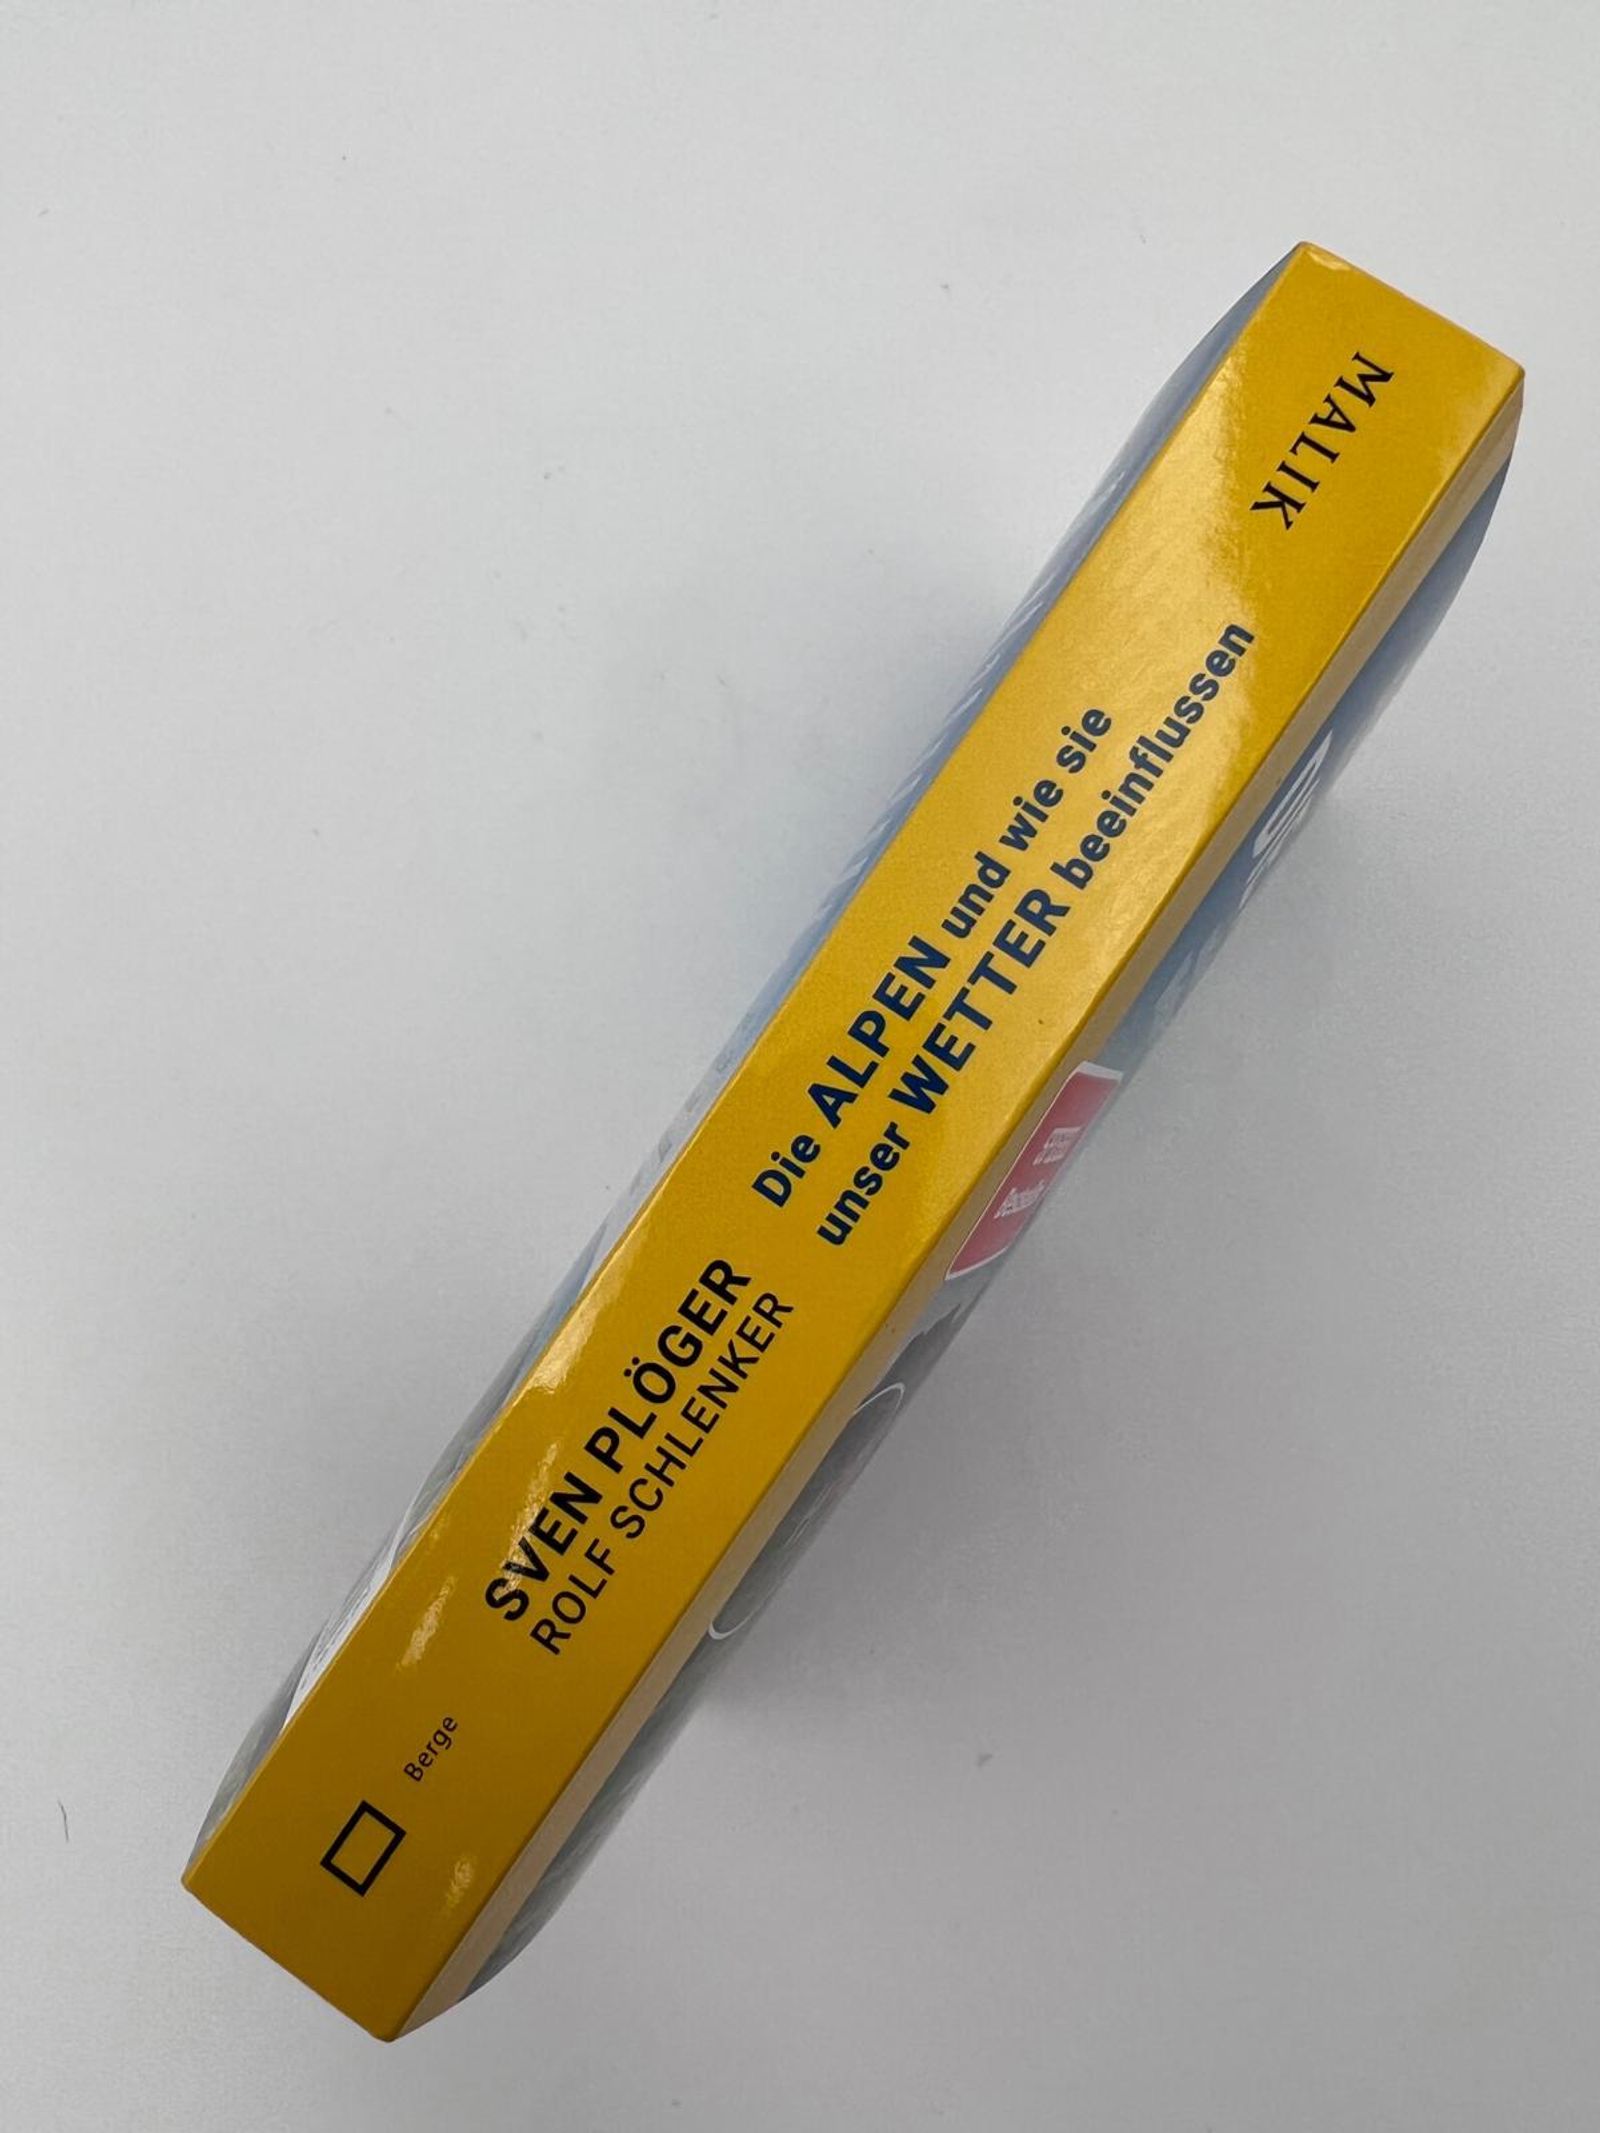 Berge
SVEN PLÖGER
ROLF SCHLENKER
Die ALPEN und wie sie
unser WETTER beeinflussen
MALIK